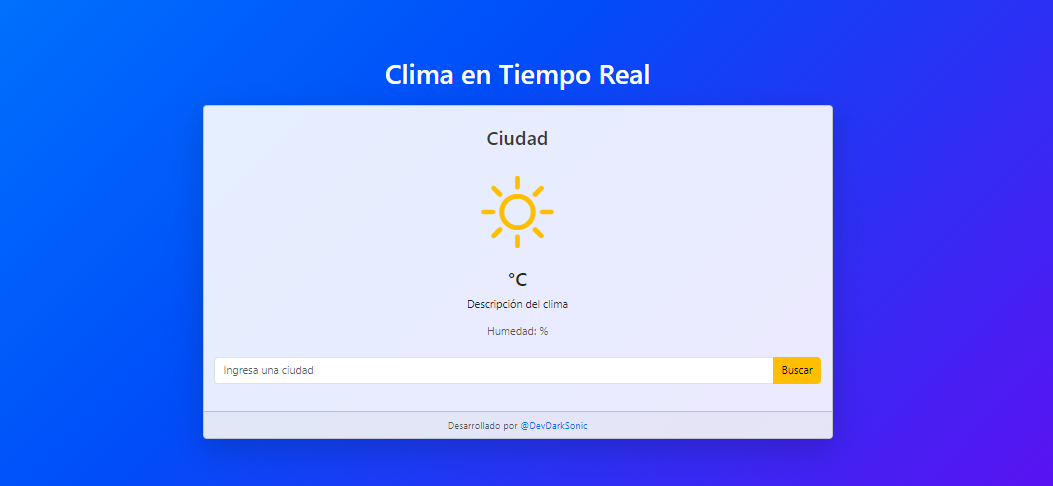 Clima en Tiempo Real
Ciudad
°C
Descripción del clima
Humedad: %
Ingresa una ciudad
Buscar
Desarrollado por @DevDarkSonic